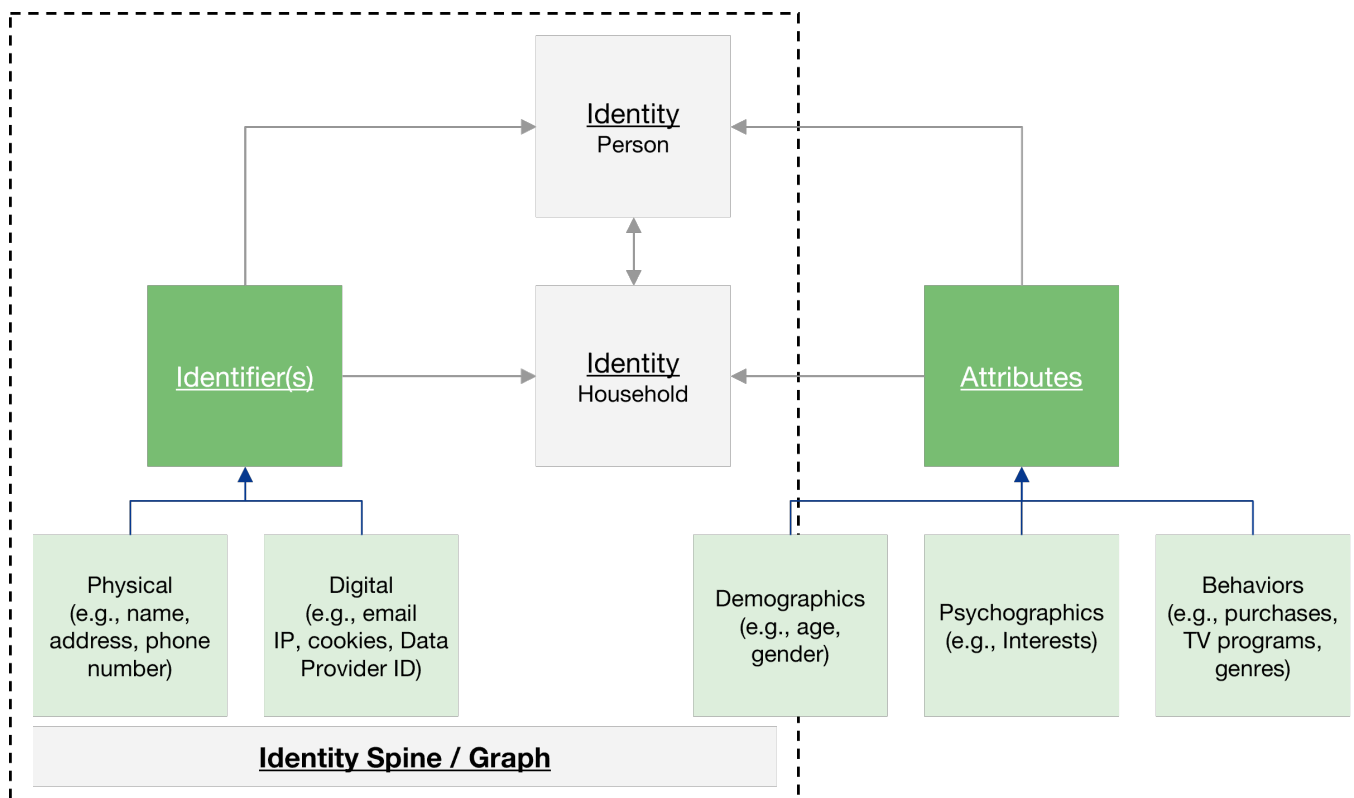 Identity
Person
Identity
Household
Identifier(s)
Attributes
Physical
(e.g., name,
address, phone
number)
Digital
(e.g., email
IP, cookies, Data
Provider ID)
Demographics
(e.g., age,
gender)
Psychographics
(e.g., Interests)
Behaviors
(e.g., purchases,
TV programs,
genres)
Identity Spine / Graph